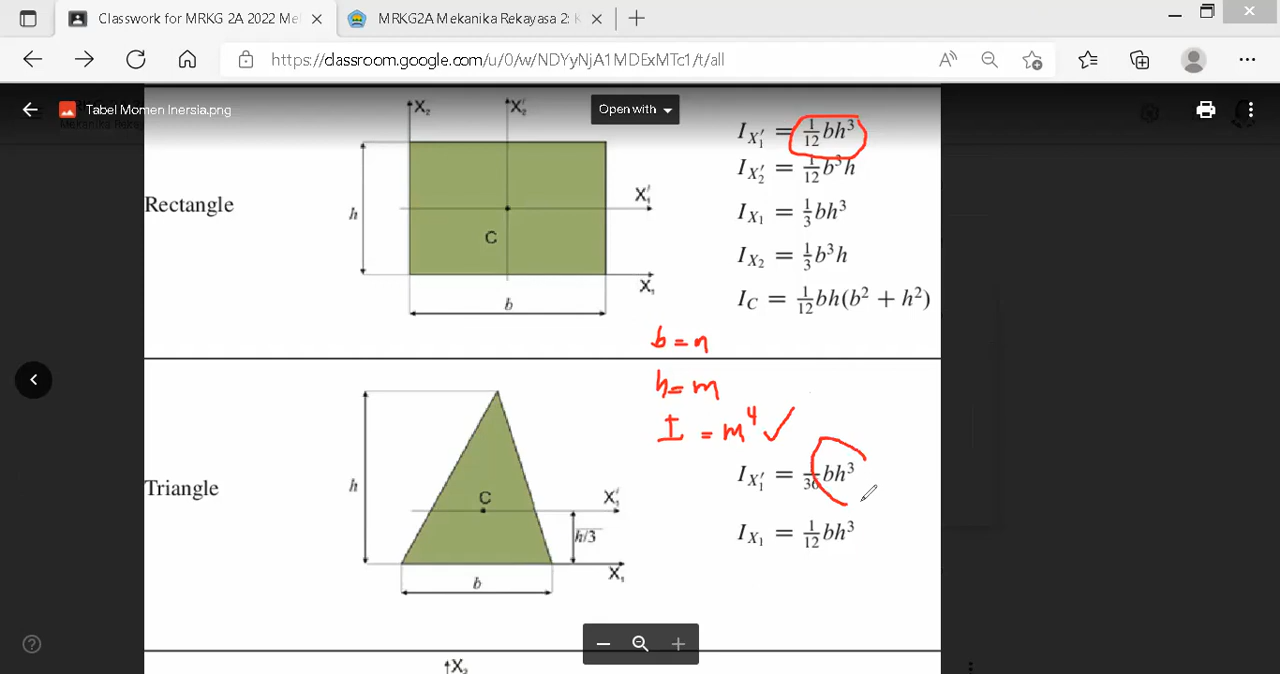 Classwork for MRKG 2A 2022 Me
MRKG2A Mekanika Rekayasa 2: K
https://classroom.google.com/u/0/w/NDYyNjA1MDExMTc1/t/all
Tabel Momen Inersia.png
Open with
X₂
X₂′
Rectangle
h
X₁′
C
X₁
b
I_{X₁′} = 1/12 bh³
I_{X₂′} = 1/12 b³h
I_{X₁} = 1/3 bh³
I_{X₂} = 1/3 b³h
I_C = 1/12 bh(b² + h²)
b = n
h = m
I = m⁴ ✓
Triangle
h
C
X₁′
h/3
X₁
b
I_{X₁′} = bh³
I_{X₁} = 1/12 bh³
X₂